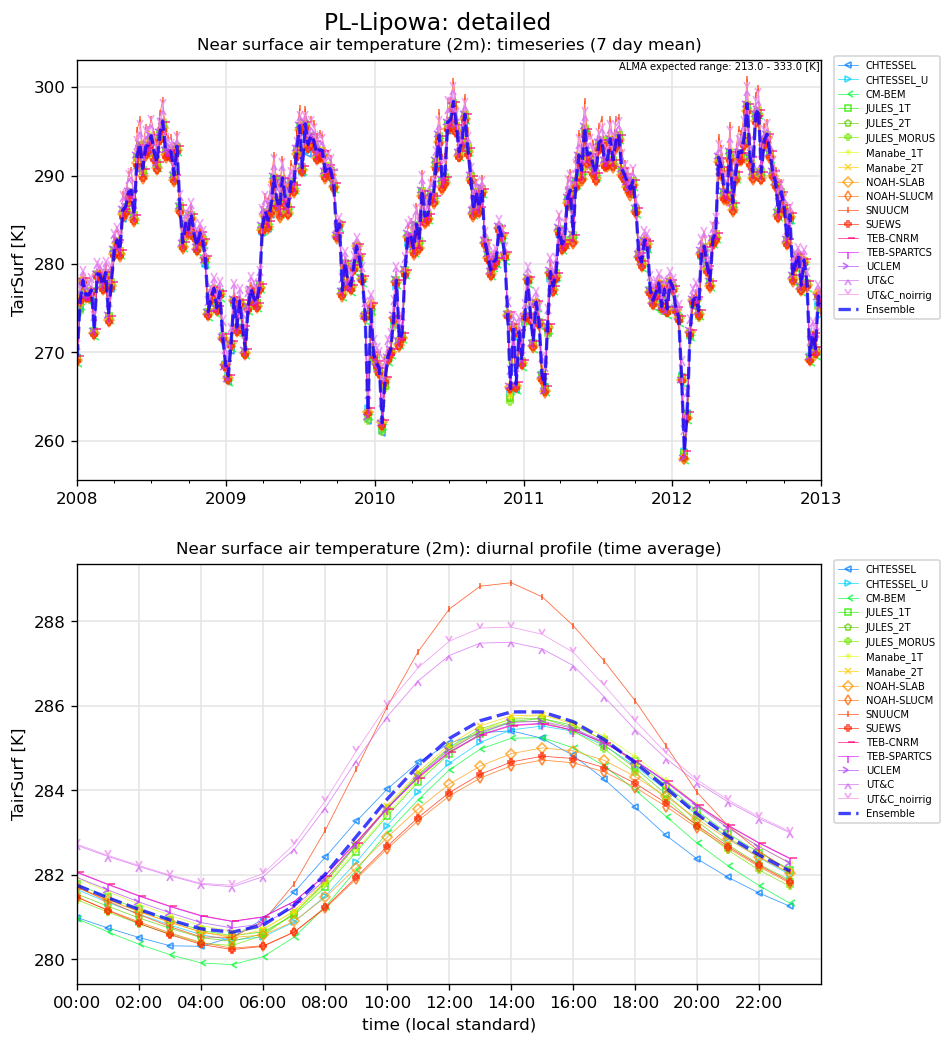 PL-Lipowa: detailed
Near surface air temperature (2m): timeseries (7 day mean)
ALMA expected range: 213.0 - 333.0 [K]
TairSurf [K]
300
290
280
270
260
2008
2009
2010
2011
2012
2013
CHTESSEL
CHTESSEL_U
CM-BEM
JULES_1T
JULES_2T
JULES_MORUS
Manabe_1T
Manabe_2T
NOAH-SLAB
NOAH-SLUCM
SNUUCM
SUEWS
TEB-CNRM
TEB-SPARTCS
UCLEM
UT&C
UT&C_noirrig
Ensemble
Near surface air temperature (2m): diurnal profile (time average)
TairSurf [K]
288
286
284
282
280
00:00
02:00
04:00
06:00
08:00
10:00
12:00
14:00
16:00
18:00
20:00
22:00
time (local standard)
CHTESSEL
CHTESSEL_U
CM-BEM
JULES_1T
JULES_2T
JULES_MORUS
Manabe_1T
Manabe_2T
NOAH-SLAB
NOAH-SLUCM
SNUUCM
SUEWS
TEB-CNRM
TEB-SPARTCS
UCLEM
UT&C
UT&C_noirrig
Ensemble